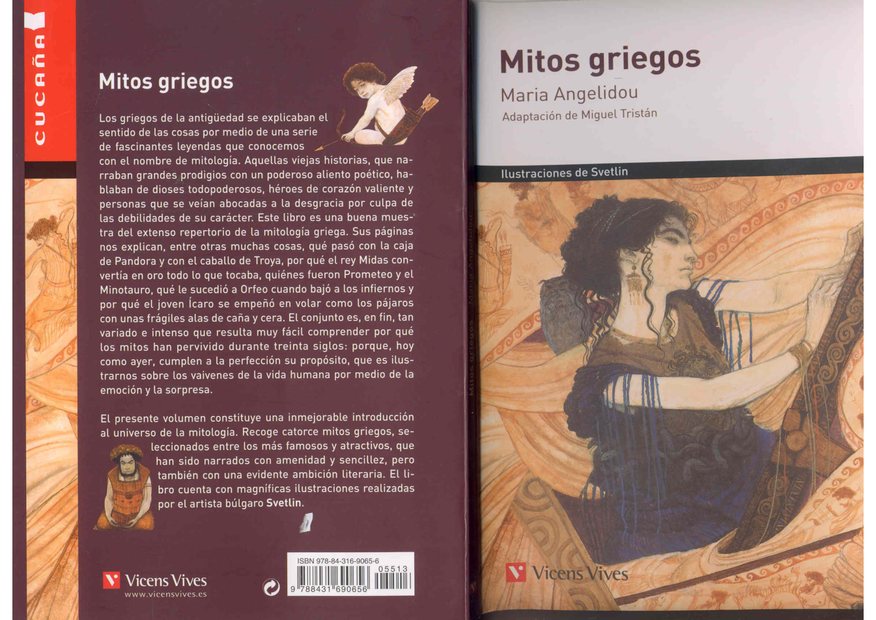 CUCAÑA
Mitos griegos
Los griegos de la antigüedad se explicaban el
sentido de las cosas por medio de una serie
de fascinantes leyendas que conocemos
con el nombre de mitología. Aquellas viejas historias, que na-
rraban grandes prodigios con un poderoso aliento poético, ha-
blaban de dioses todopoderosos, héroes de corazón valiente y
personas que se veían abocadas a la desgracia por culpa de
las debilidades de su carácter. Este libro es una buena mues-
tra del extenso repertorio de la mitología griega. Sus páginas
nos explican, entre otras muchas cosas, qué pasó con la caja
de Pandora y con el caballo de Troya, por qué el rey Midas con-
vertía en oro todo lo que tocaba, quiénes fueron Prometeo y el
Minotauro, qué le sucedió a Orfeo cuando bajó a los infiernos y
por qué el joven Ícaro se empeñó en volar como los pájaros
con unas frágiles alas de caña y cera. El conjunto es, en fin, tan
variado e intenso que resulta muy fácil comprender por qué
los mitos han pervivido durante treinta siglos: porque, hoy
como ayer, cumplen a la perfección su propósito, que es ilus-
trarnos sobre los vaivenes de la vida humana por medio de la
emoción y la sorpresa.
El presente volumen constituye una inmejorable introducción
al universo de la mitología. Recoge catorce mitos griegos, se-
leccionados entre los más famosos y atractivos, que
han sido narrados con amenidad y sencillez, pero
también con una evidente ambición literaria. El li-
bro cuenta con magníficas ilustraciones realizadas
por el artista búlgaro Svetlin.
Vicens Vives
www.vicensvives.es
ISBN 978-84-316-9065-6
05513
9 788431 690656
Mitos griegos Maria Angelidou
Mitos griegos
Maria Angelidou
Adaptación de Miguel Tristán
Ilustraciones de Svetlin
Vicens Vives